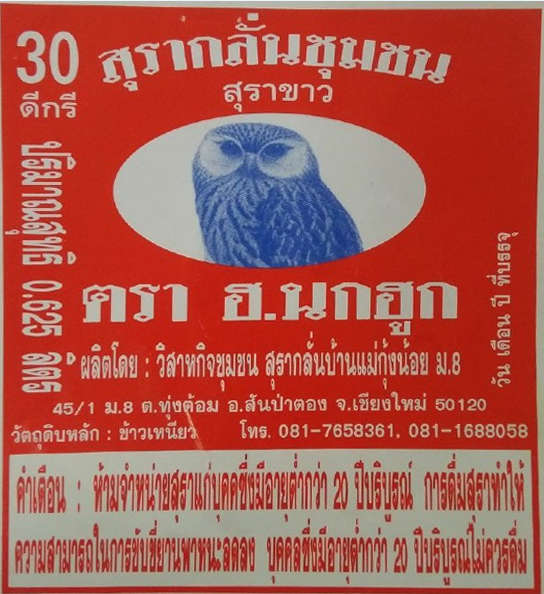 30
ดีกรี
สุรากลั่นชุมชน
สุราขาว
ปริมาณสุทธิ 0.625 ลิตร
ตรา ฮ.นกฮูก
วัน เดือน ปี ที่บรรจุ
ผลิตโดย : วิสาหกิจชุมชน สุรากลั่นบ้านแม่กุ้งน้อย ม.8
45/1 ม.8 ต.ทุ่งต้อม อ.สันป่าตอง จ.เชียงใหม่ 50120
วัตถุดิบหลัก : ข้าวเหนียว โทร. 081-7658361, 081-1688058
คำเตือน : ห้ามจำหน่ายสุราแก่บุคคลซึ่งมีอายุต่ำกว่า 20 ปีบริบูรณ์ การดื่มสุราทำให้
ความสามารถในการขับขี่ยานพาหนะลดลง บุคคลซึ่งมีอายุต่ำกว่า 20 ปีบริบูรณ์ไม่ควรดื่ม